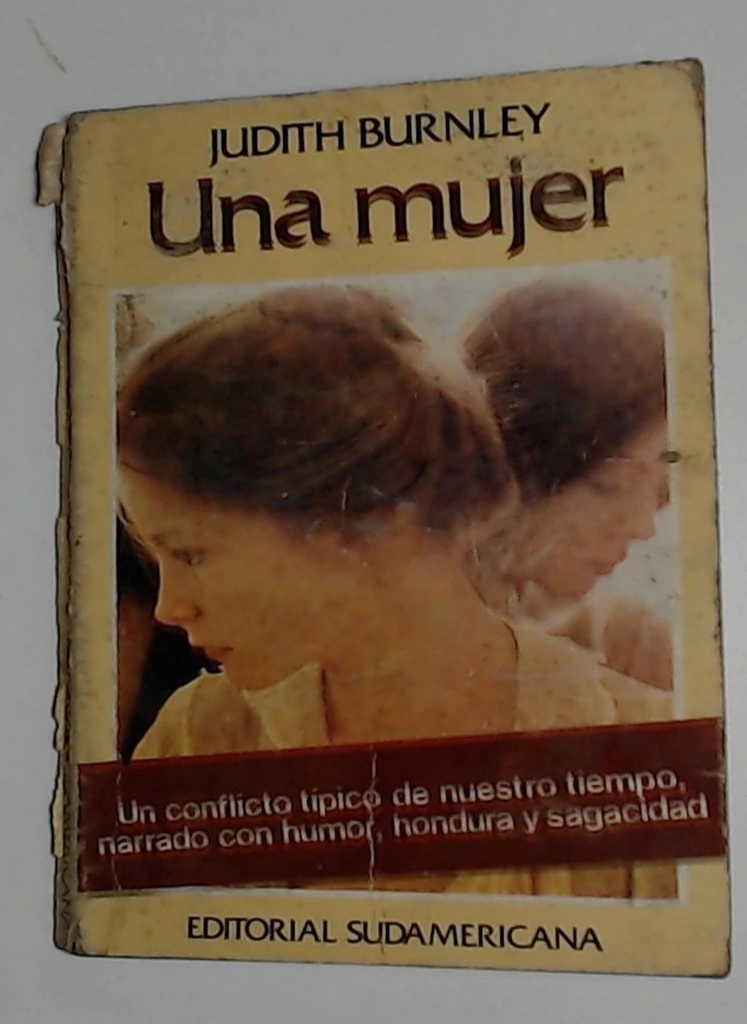 JUDITH BURNLEY
Una mujer
Un conflicto típico de nuestro tiempo,
narrado con humor, hondura y sagacidad
EDITORIAL SUDAMERICANA